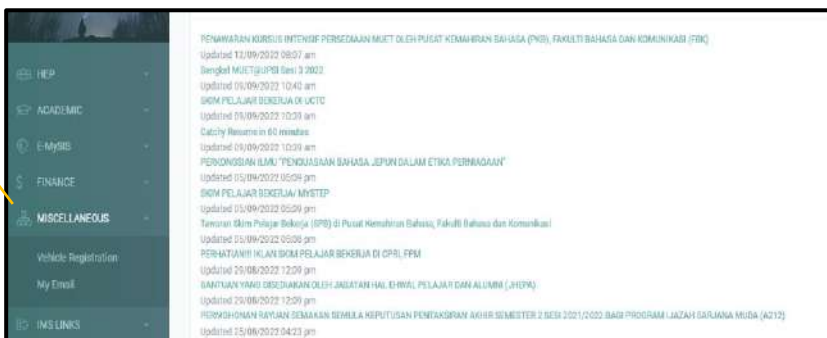 HEP
ACADEMIC
E-MySIS
FINANCE
MISCELLANEOUS
Vehicle Registration
My Email
IMS LINKS
PENAWARAN KURSUS INTENSIF PERSEDIAAN MUET OLEH PUSAT KEMAHIRAN BAHASA (PKB), FAKULTI BAHASA DAN KOMUNIKASI (FBK)
Updated 12/09/2022 08:07 am
Bengkel MUET@UPSI Sesi 3 2022
Updated 09/09/2022 10:40 am
SKIM PELAJAR BEKERJA DI UCTC
Updated 09/09/2022 10:39 am
Catchy Resume in 60 minutes
Updated 09/09/2022 10:39 am
PERKONGSIAN ILMU "PENGUASAAN BAHASA JEPUN DALAM ETIKA PERNIAGAAN"
Updated 05/09/2022 05:09 pm
SKIM PELAJAR BEKERJA/ MYSTEP
Updated 05/09/2022 05:09 pm
Tawaran Skim Pelajar Bekerja (SPB) di Pusat Kemahiran Bahasa, Fakulti Bahasa dan Komunikasi
Updated 05/09/2022 05:08 pm
PERHATIAN!!! IKLAN SKIM PELAJAR BEKERJA DI CPRL FPM
Updated 29/08/2022 12:09 pm
BANTUAN YANG DISEDIAKAN OLEH JABATAN HAL EHWAL PELAJAR DAN ALUMNI (JHEPA)
Updated 29/08/2022 12:09 pm
PERMOHONAN RAYUAN SEMAKAN SEMULA KEPUTUSAN PENTAKSIRAN AKHIR SEMESTER 2 SESI 2021/2022 BAGI PROGRAM IJAZAH SARJANA MUDA (A212)
Updated 25/08/2022 04:23 pm